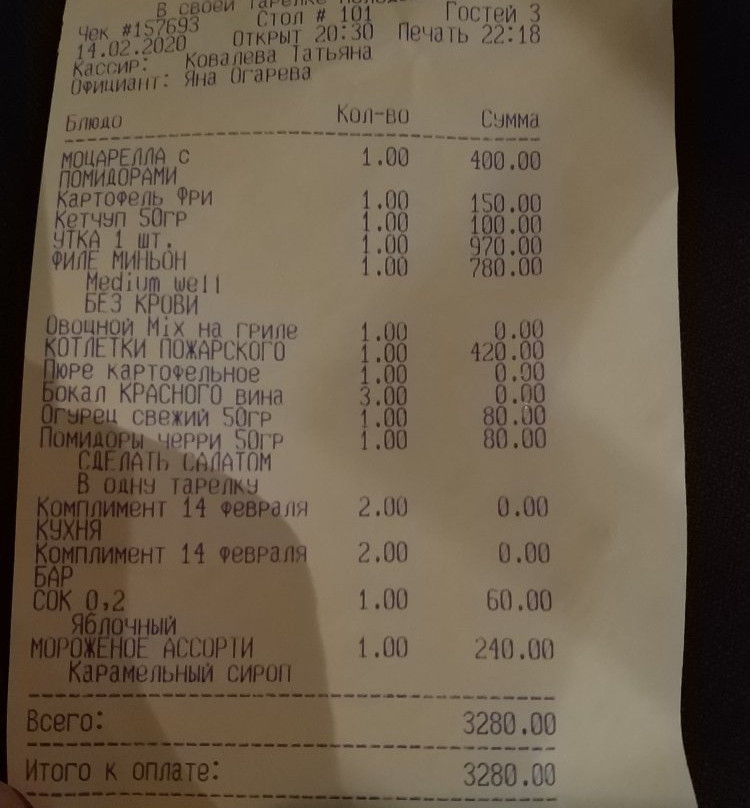 В своей Тарелке
Чек #157693 Стол # 101 Гостей 3
14.02.2020 Открыт 20:30 Печать 22:18
Кассир: Ковалева Татьяна
Официант: Яна Огарева
Блюдо Кол-во Сумма
МОЦАРЕЛЛА с 1.00 400.00
ПОМИДОРАМИ
Картофель Фри 1.00 150.00
Кетчуп 50гр 1.00 100.00
УТКА 1 шт. 1.00 970.00
ФИЛЕ МИНЬОН 1.00 780.00
Medium well
БЕЗ КРОВИ
Овощной Mix на гриле 1.00 0.00
КОТЛЕТКИ ПОЖАРСКОГО 1.00 420.00
Пюре картофельное 1.00 0.00
Бокал КРАСНОГО вина 3.00 0.00
Огурец свежий 50гр 1.00 80.00
Помидоры черри 50гр 1.00 80.00
СДЕЛАТЬ САЛАТОМ
В одну тарелку
Комплимент 14 февраля 2.00 0.00
КУХНЯ
Комплимент 14 февраля 2.00 0.00
БАР
СОК 0,2 1.00 60.00
Яблочный
МОРОЖЕНОЕ АССОРТИ 1.00 240.00
Карамельный сироп
Всего: 3280.00
Итого к оплате: 3280.00